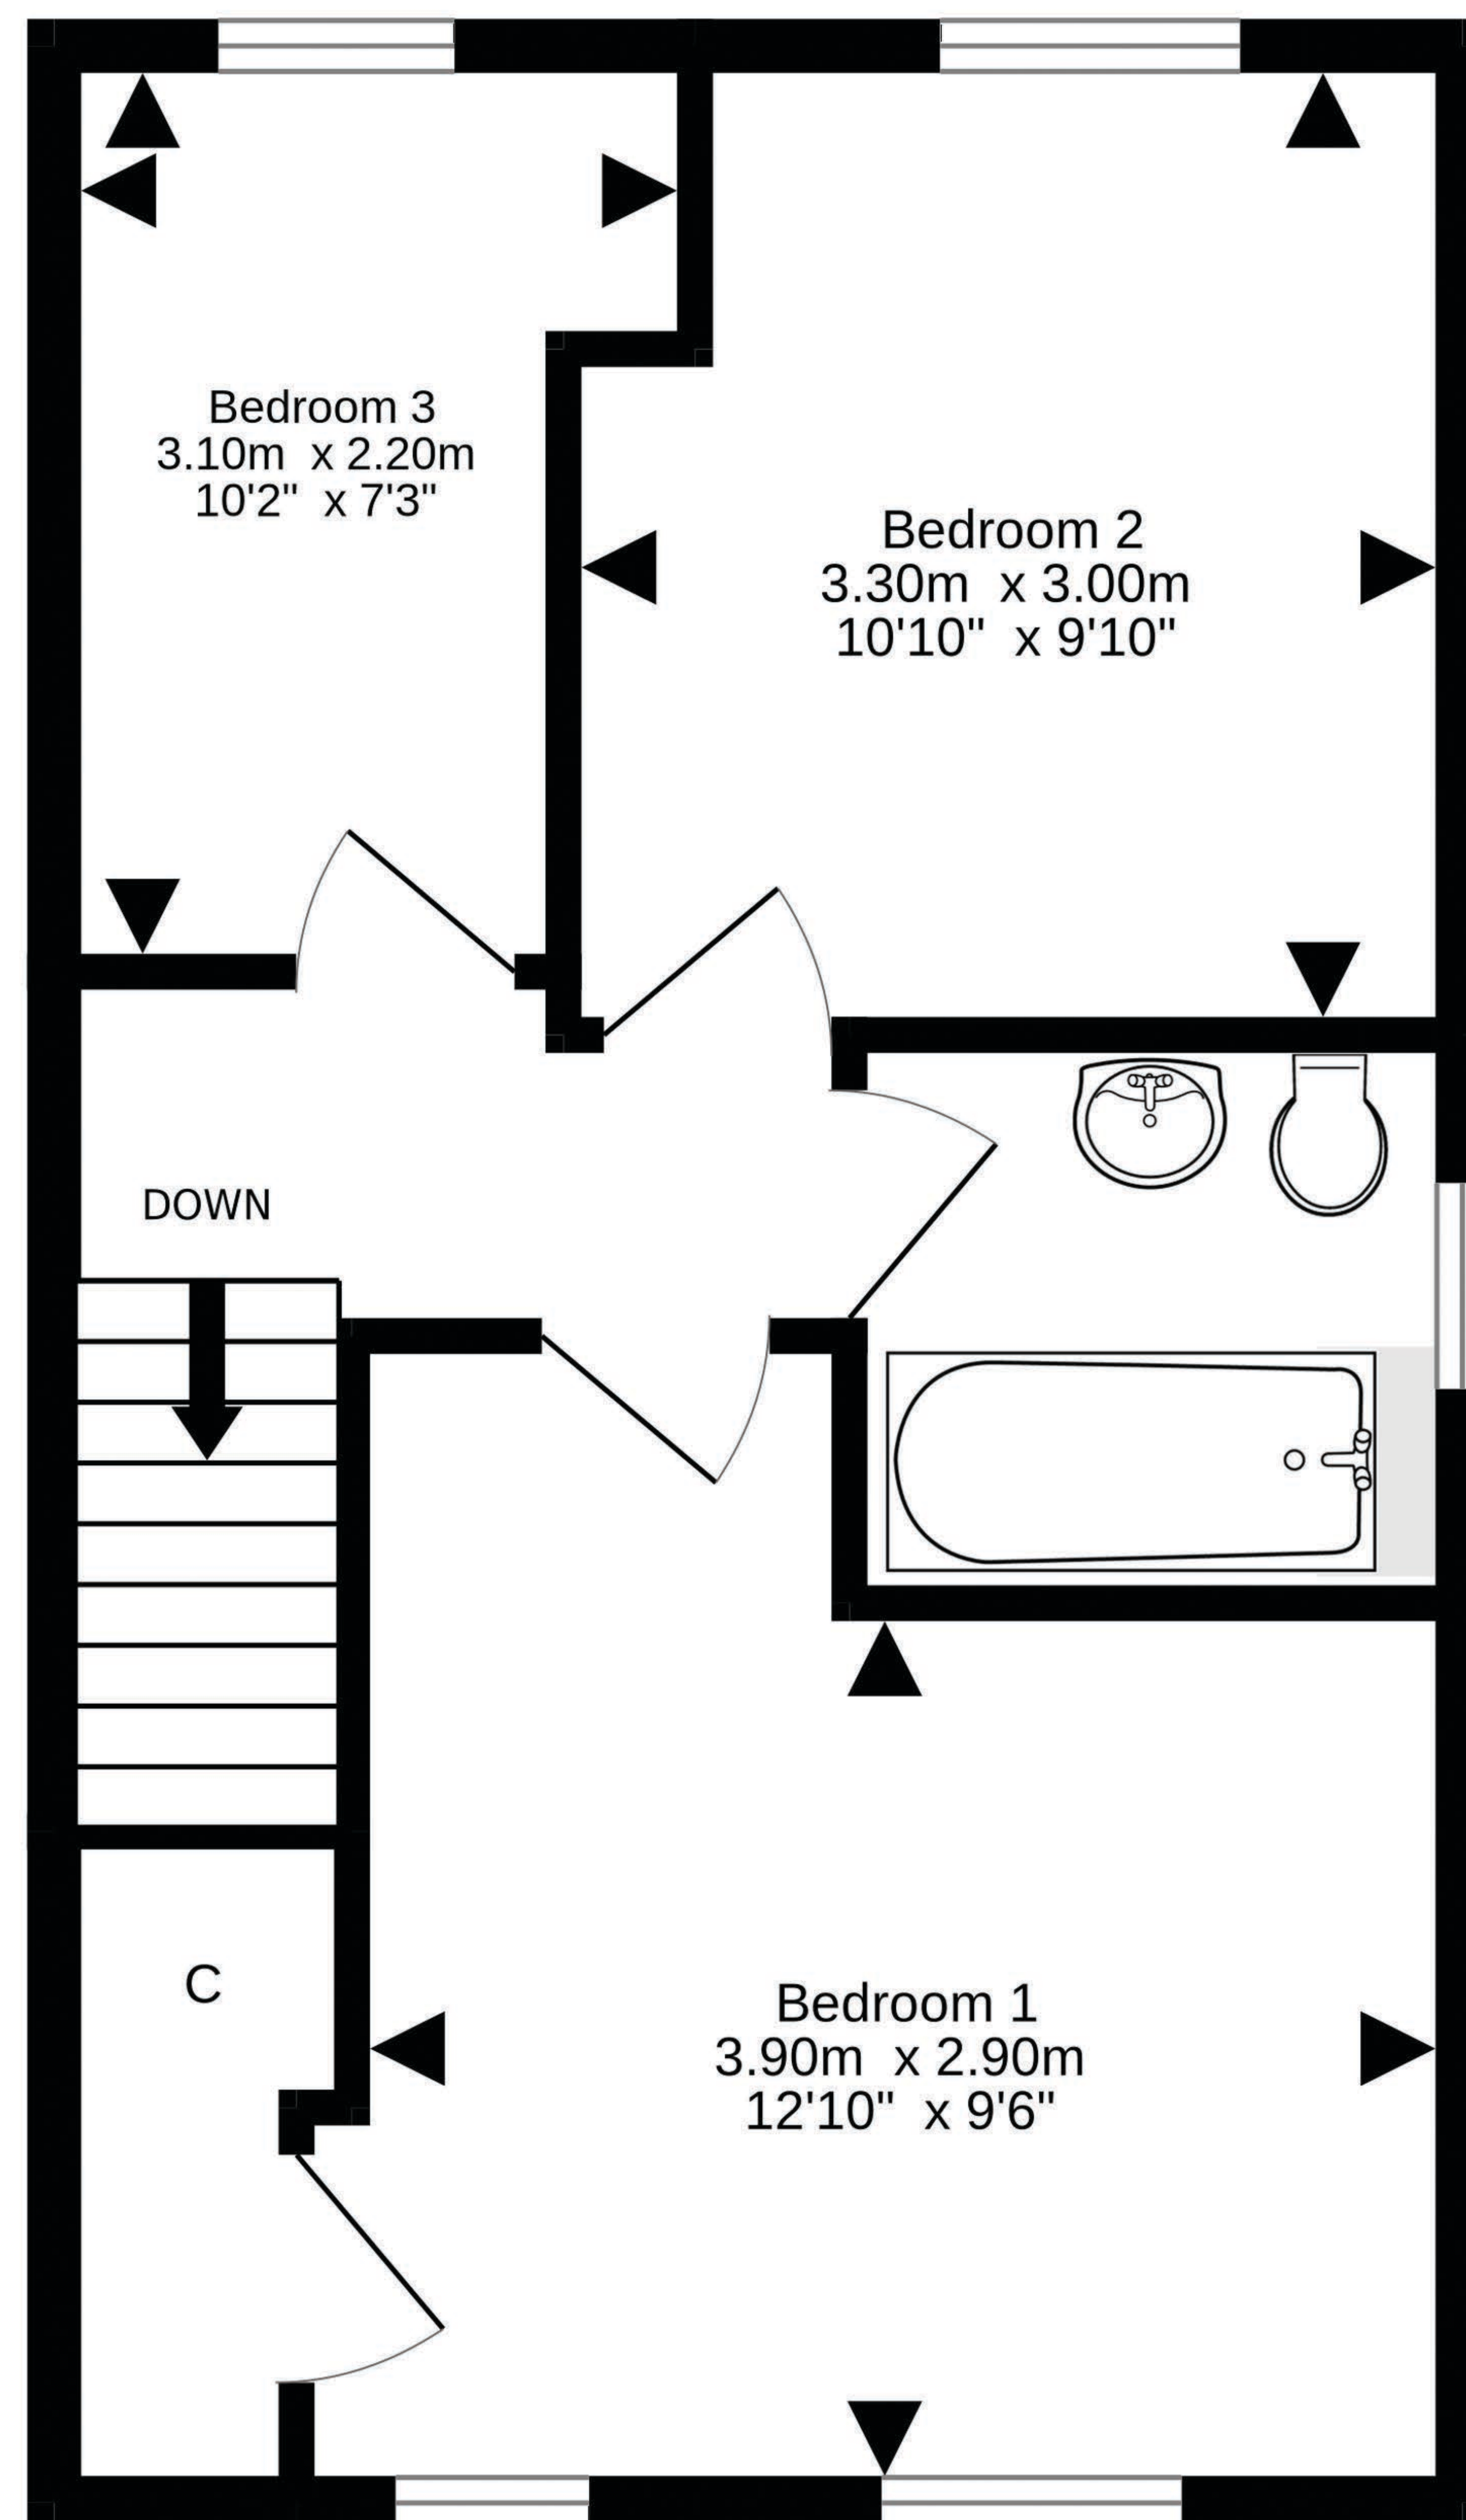 Bedroom 3
3.10m x 2.20m
10'2" x 7'3"
Bedroom 2
3.30m x 3.00m
10'10" x 9'10"
DOWN
C
Bedroom 1
3.90m x 2.90m
12'10" x 9'6"